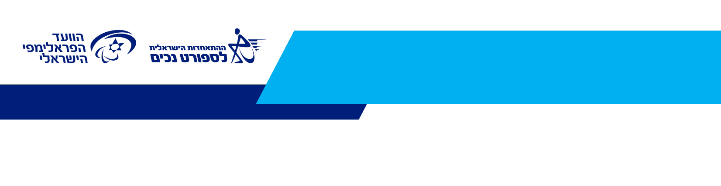 הוועד
הפראלימפי
הישראלי
ההתאחדות הישראלית
לספורט נכים